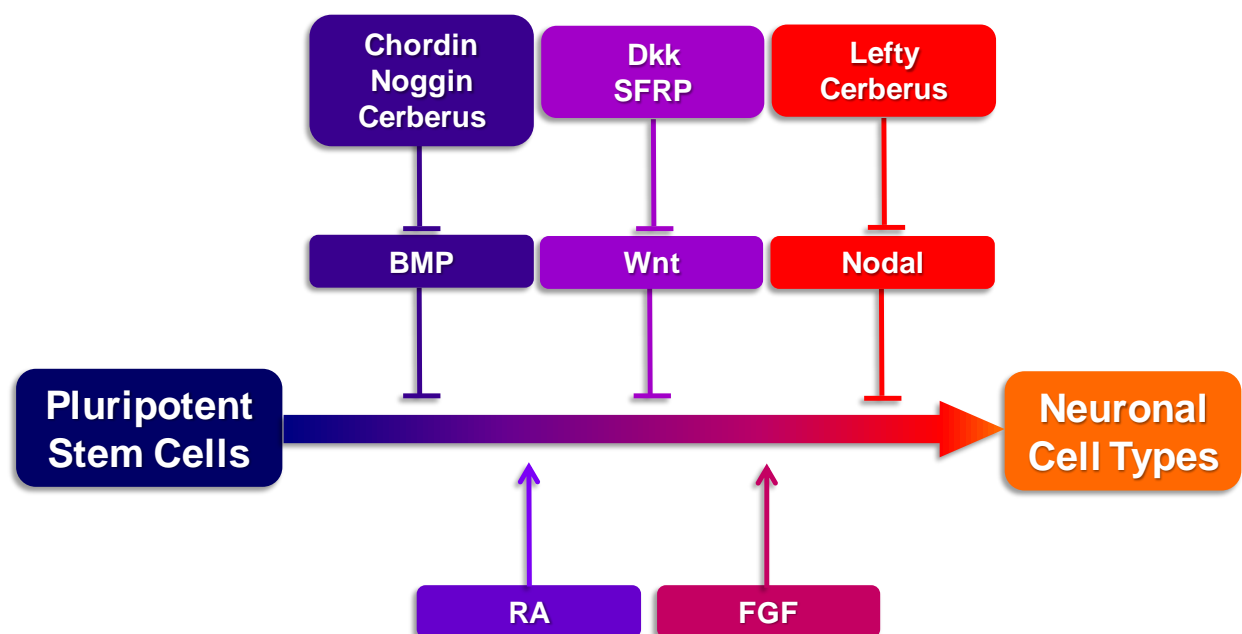 Chordin
Noggin
Cerberus
Dkk
SFRP
Lefty
Cerberus
BMP
Wnt
Nodal
Pluripotent
Stem Cells
Neuronal
Cell Types
RA
FGF